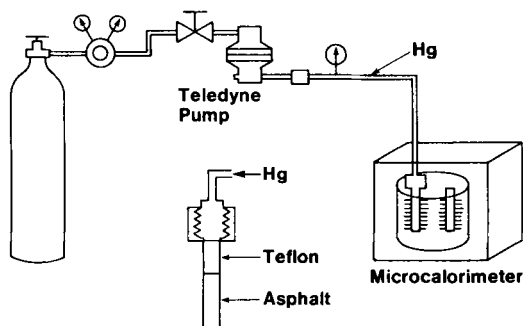 Hg
Teledyne
Pump
Hg
Teflon
Microcalorimeter
Asphalt